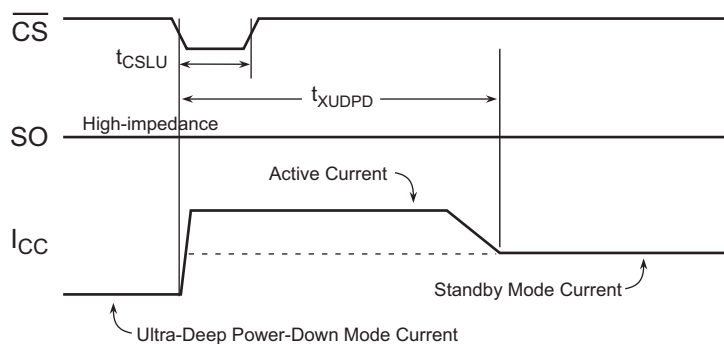 CS
tCSLU
tXUDPD
High-impedance
SO
Active Current
ICC
Standby Mode Current
Ultra-Deep Power-Down Mode Current